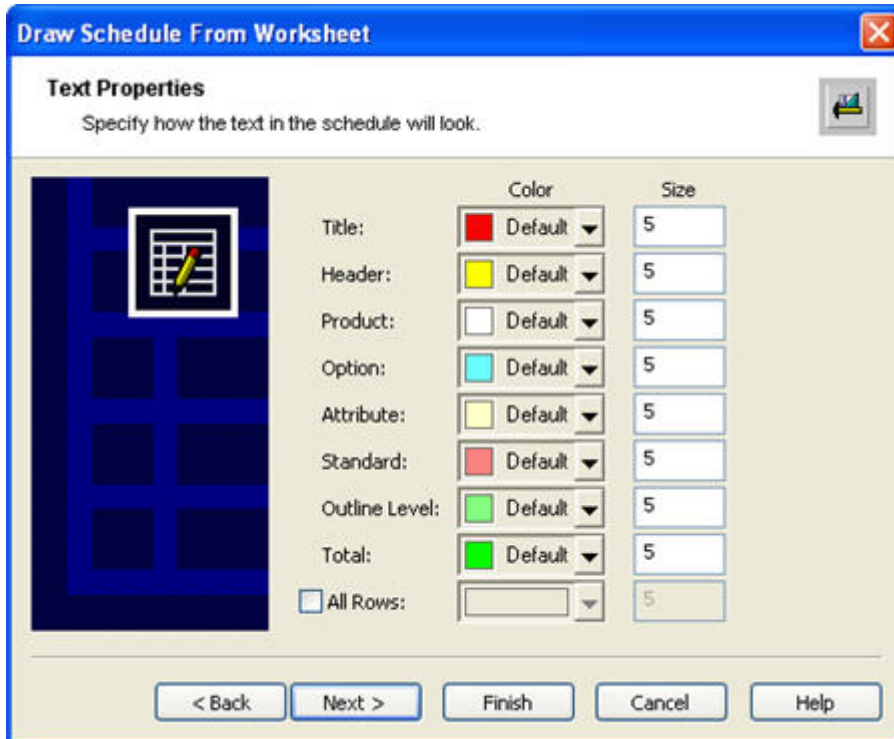 Draw Schedule From Worksheet
Text Properties
Specify how the text in the schedule will look.
Color Size
Title: Default 5
Header: Default 5
Product: Default 5
Option: Default 5
Attribute: Default 5
Standard: Default 5
Outline Level: Default 5
Total: Default 5
All Rows: 5
< Back Next > Finish Cancel Help